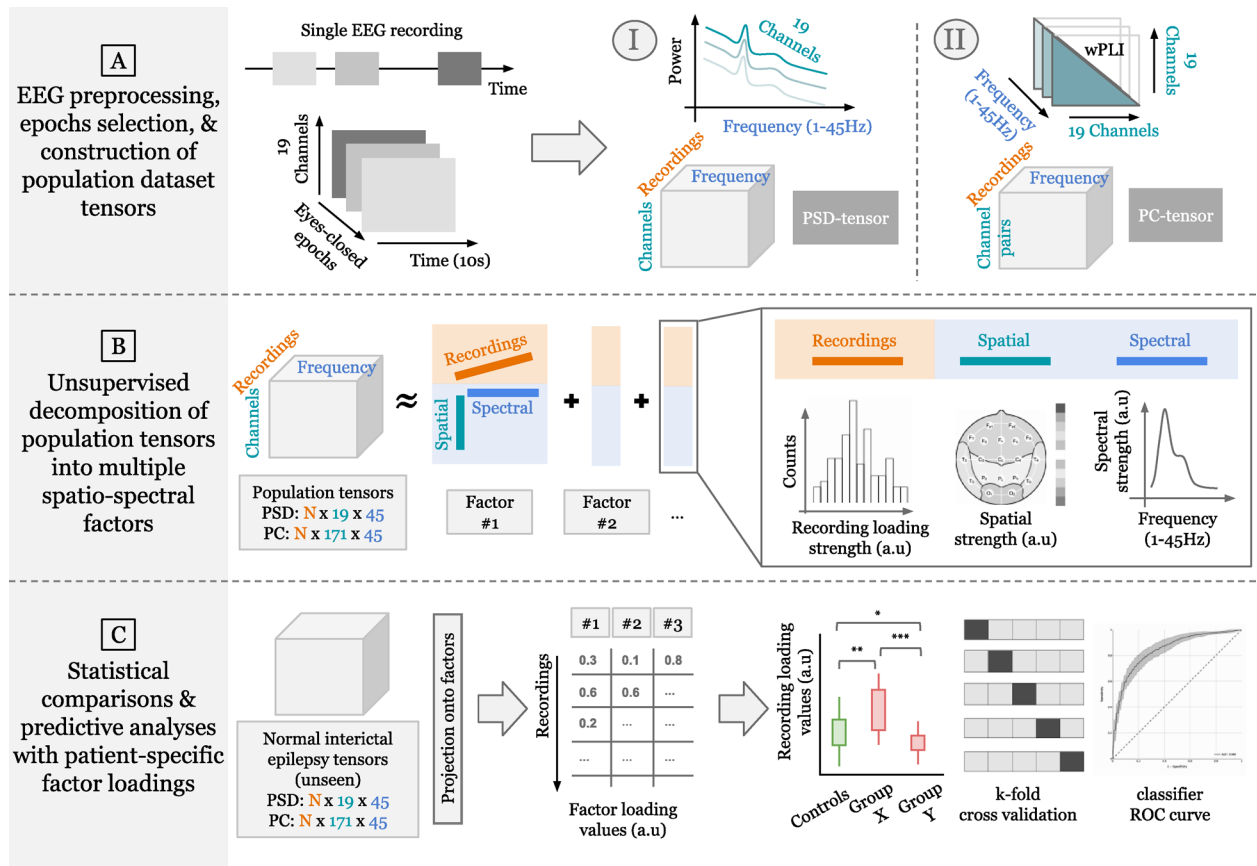 A
EEG preprocessing,
epochs selection, &
construction of
population dataset
tensors
Single EEG recording
Time
19
Channels
Eyes-closed
epochs
Time (10s)
I
Power
19
Channels
Frequency (1-45Hz)
Recordings
Frequency
Channels
PSD-tensor
II
wPLI
19
Channels
Frequency
(1-45Hz)
19 Channels
Recordings
Frequency
Channel
pairs
PC-tensor
B
Unsupervised
decomposition of
population tensors
into multiple
spatio-spectral
factors
Recordings
Frequency
Channels
Population tensors
PSD: N x 19 x 45
PC: N x 171 x 45
≈
Recordings
Spatial
Spectral
+
+
Factor
#1
Factor
#2
...
Recordings
Spatial
Spectral
Counts
Recording loading
strength (a.u)
Spatial
strength (a.u)
Spectral
strength (a.u)
Frequency
(1-45Hz)
C
Statistical
comparisons &
predictive analyses
with patient-specific
factor loadings
Normal interictal
epilepsy tensors
(unseen)
PSD: N x 19 x 45
PC: N x 171 x 45
Projection onto factors
Recordings
#1 #2 #3
0.3 0.1 0.8
0.6 0.6 ...
0.2 ... ...
... ... ...
Factor loading
values (a.u)
Recording loading
values (a.u)
*
** ***
Controls
Group
X
Group
Y
k-fold
cross validation
classifier
ROC curve